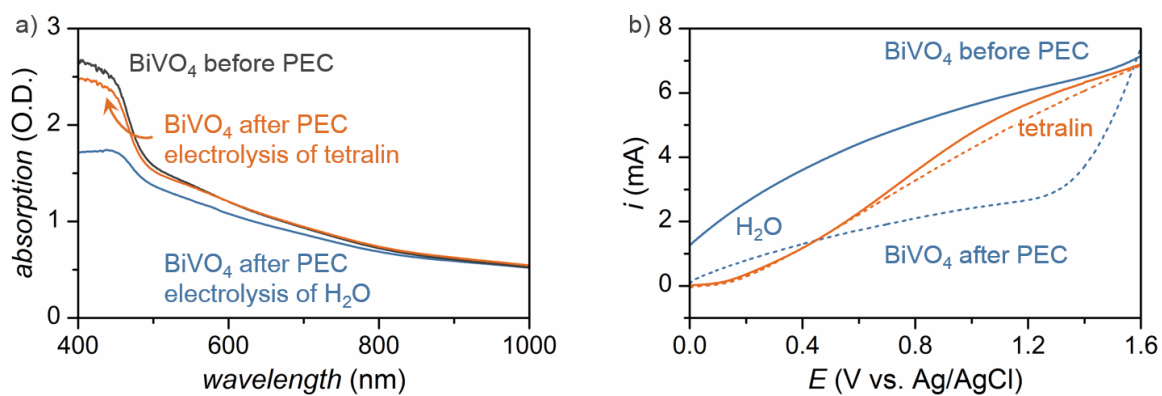 a)
3
2
1
0
absorption (O.D.)
BiVO₄ before PEC
BiVO₄ after PEC
electrolysis of tetralin
BiVO₄ after PEC
electrolysis of H₂O
400
600
800
1000
wavelength (nm)
b)
8
6
4
2
0
i (mA)
BiVO₄ before PEC
tetralin
H₂O
BiVO₄ after PEC
0.0
0.4
0.8
1.2
1.6
E (V vs. Ag/AgCl)